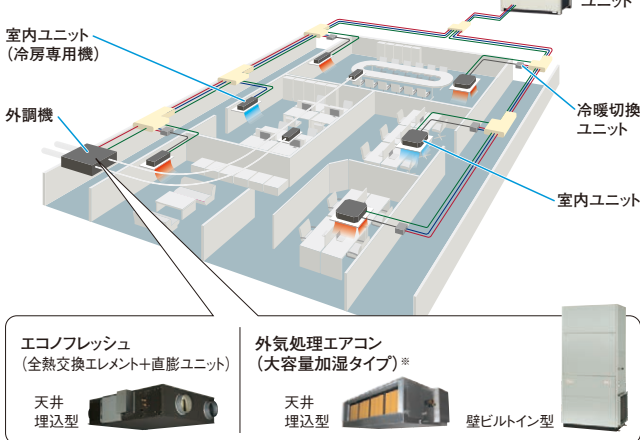 ユニット
室内ユニット
（冷房専用機）
外調機
冷暖切換
ユニット
室内ユニット
エコノフレッシュ
（全熱交換エレメント＋直膨ユニット）
天井
埋込型
外気処理エアコン
（大容量加湿タイプ）※
天井
埋込型
壁ビルトイン型